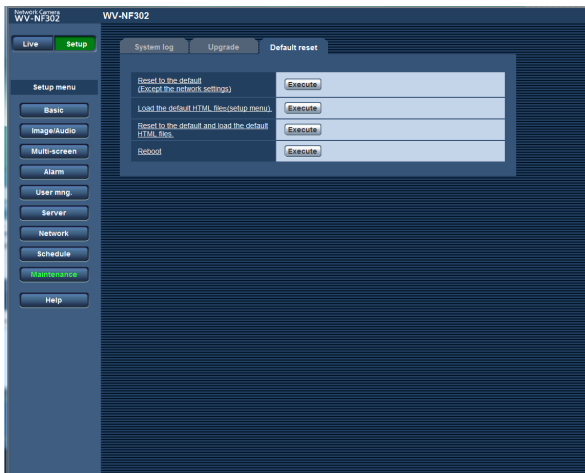 Network Camera
WV-NF302
WV-NF302
Live
Setup
System log
Upgrade
Default reset
Setup menu
Reset to the default
(Except the network settings)
Execute
Load the default HTML files(setup menu).
Execute
Reset to the default and load the default
HTML files.
Execute
Reboot
Execute
Basic
Image/Audio
Multi-screen
Alarm
User mng.
Server
Network
Schedule
Maintenance
Help